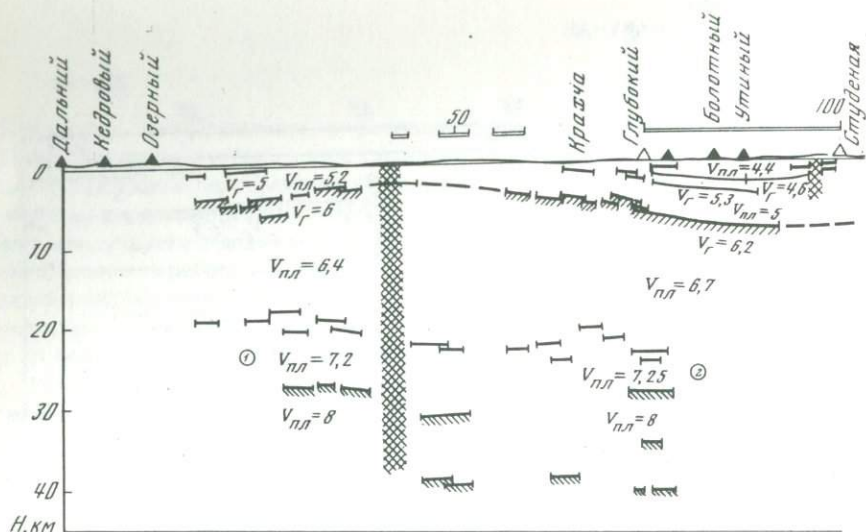 Дальний
Кедровый
Озерный
50
Крахча
Глубокий
Болотный
Утиный
100
Студеная
0
Vг = 5
Vпл = 5,2
Vпл = 4,4
Vг = 4,6
Vг = 5,3
Vпл = 5
Vг = 6
Vг = 6,2
10
Vпл = 6,4
Vпл = 6,7
20
1
Vпл = 7,2
Vпл = 7,25
2
30
Vпл = 8
Vпл = 8
40
H, км